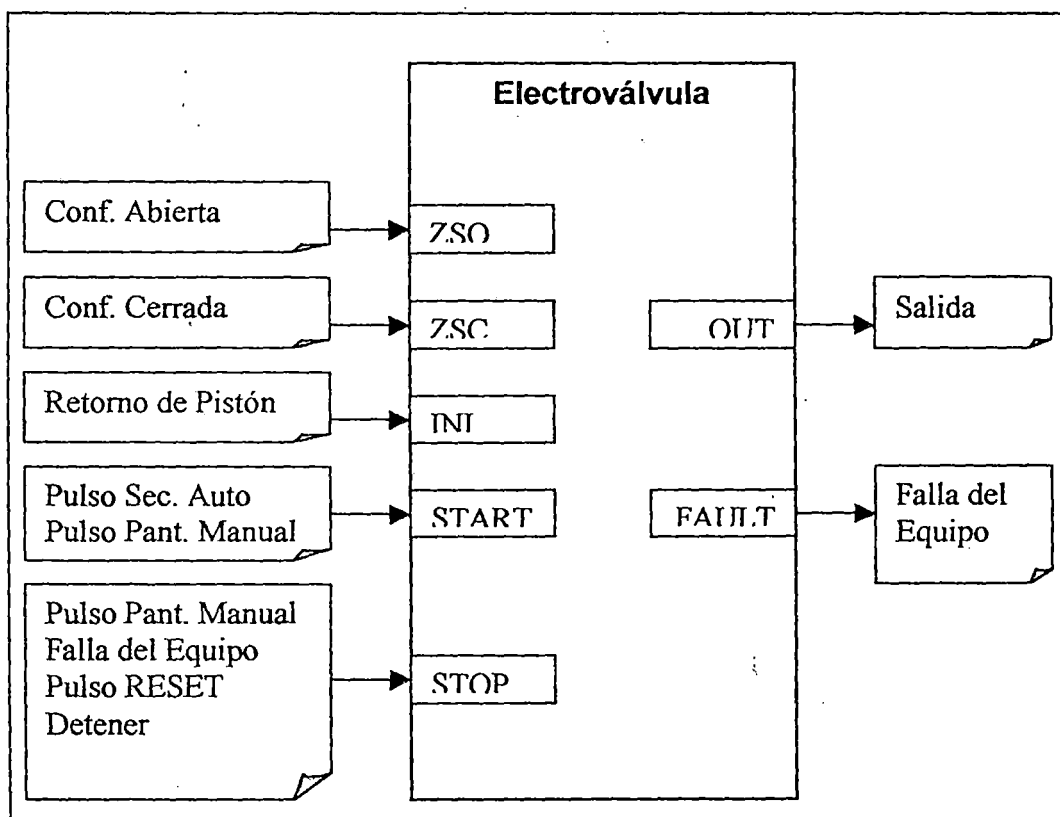 Electroválvula
Conf. Abierta
ZSO
Conf. Cerrada
ZSC
OUT
Salida
Retorno de Pistón
INI
Pulso Sec. Auto
Pulso Pant. Manual
START
FAULT
Falla del
Equipo
Pulso Pant. Manual
Falla del Equipo
Pulso RESET
Detener
STOP